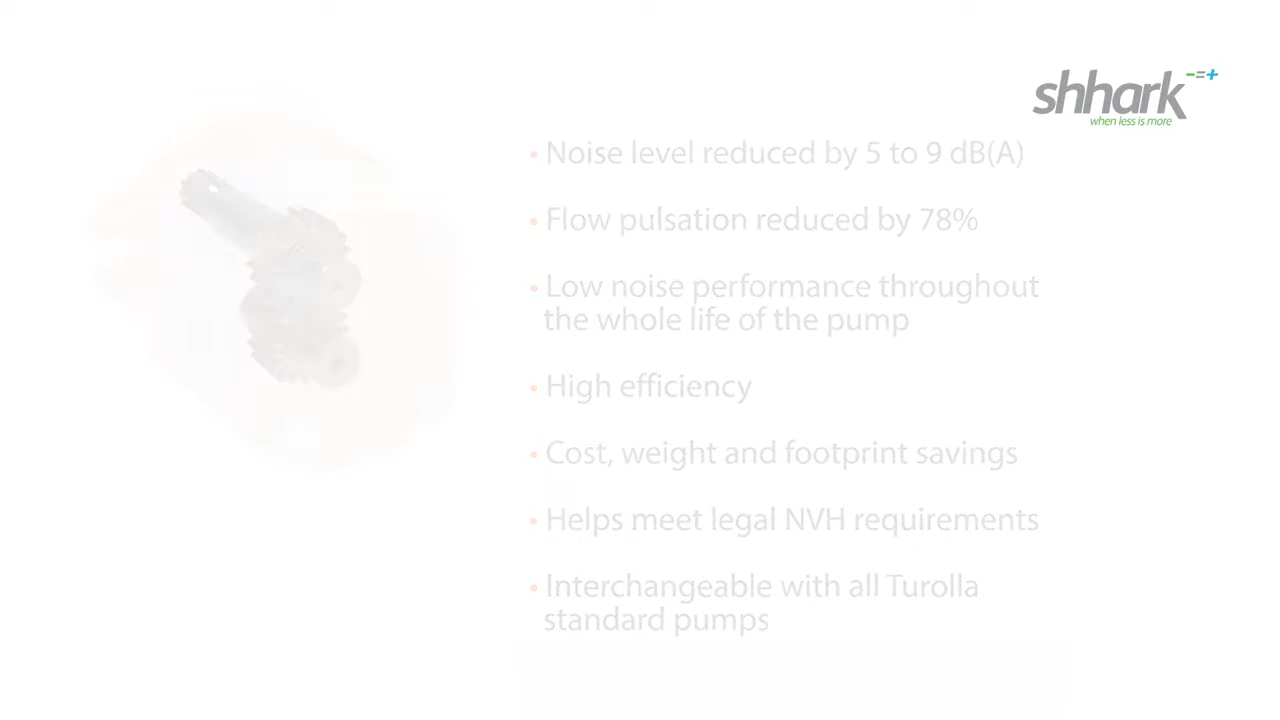 shhark -=+
when less is more
• Noise level reduced by 5 to 9 dB(A)
• Flow pulsation reduced by 78%
• Low noise performance throughout
the whole life of the pump
• High efficiency
• Cost, weight and footprint savings
• Helps meet legal NVH requirements
• Interchangeable with all Turolla
standard pumps